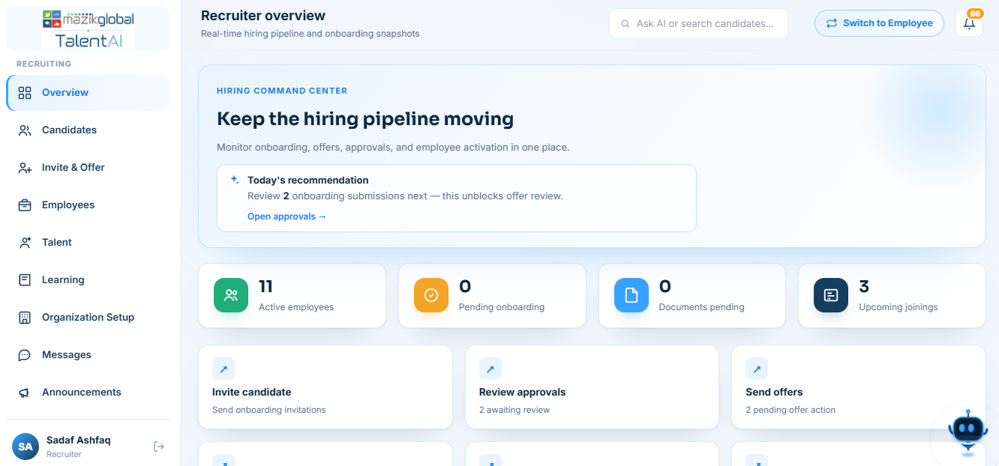 mazikglobal
TalentAI
RECRUITING
Overview
Candidates
Invite & Offer
Employees
Talent
Learning
Organization Setup
Messages
Announcements
SA
Sadaf Ashfaq
Recruiter
Recruiter overview
Real-time hiring pipeline and onboarding snapshots
Ask AI or search candidates...
Switch to Employee
66
HIRING COMMAND CENTER
Keep the hiring pipeline moving
Monitor onboarding, offers, approvals, and employee activation in one place.
Today's recommendation
Review 2 onboarding submissions next — this unblocks offer review.
Open approvals →
11
Active employees
0
Pending onboarding
0
Documents pending
3
Upcoming joinings
Invite candidate
Send onboarding invitations
Review approvals
2 awaiting review
Send offers
2 pending offer action